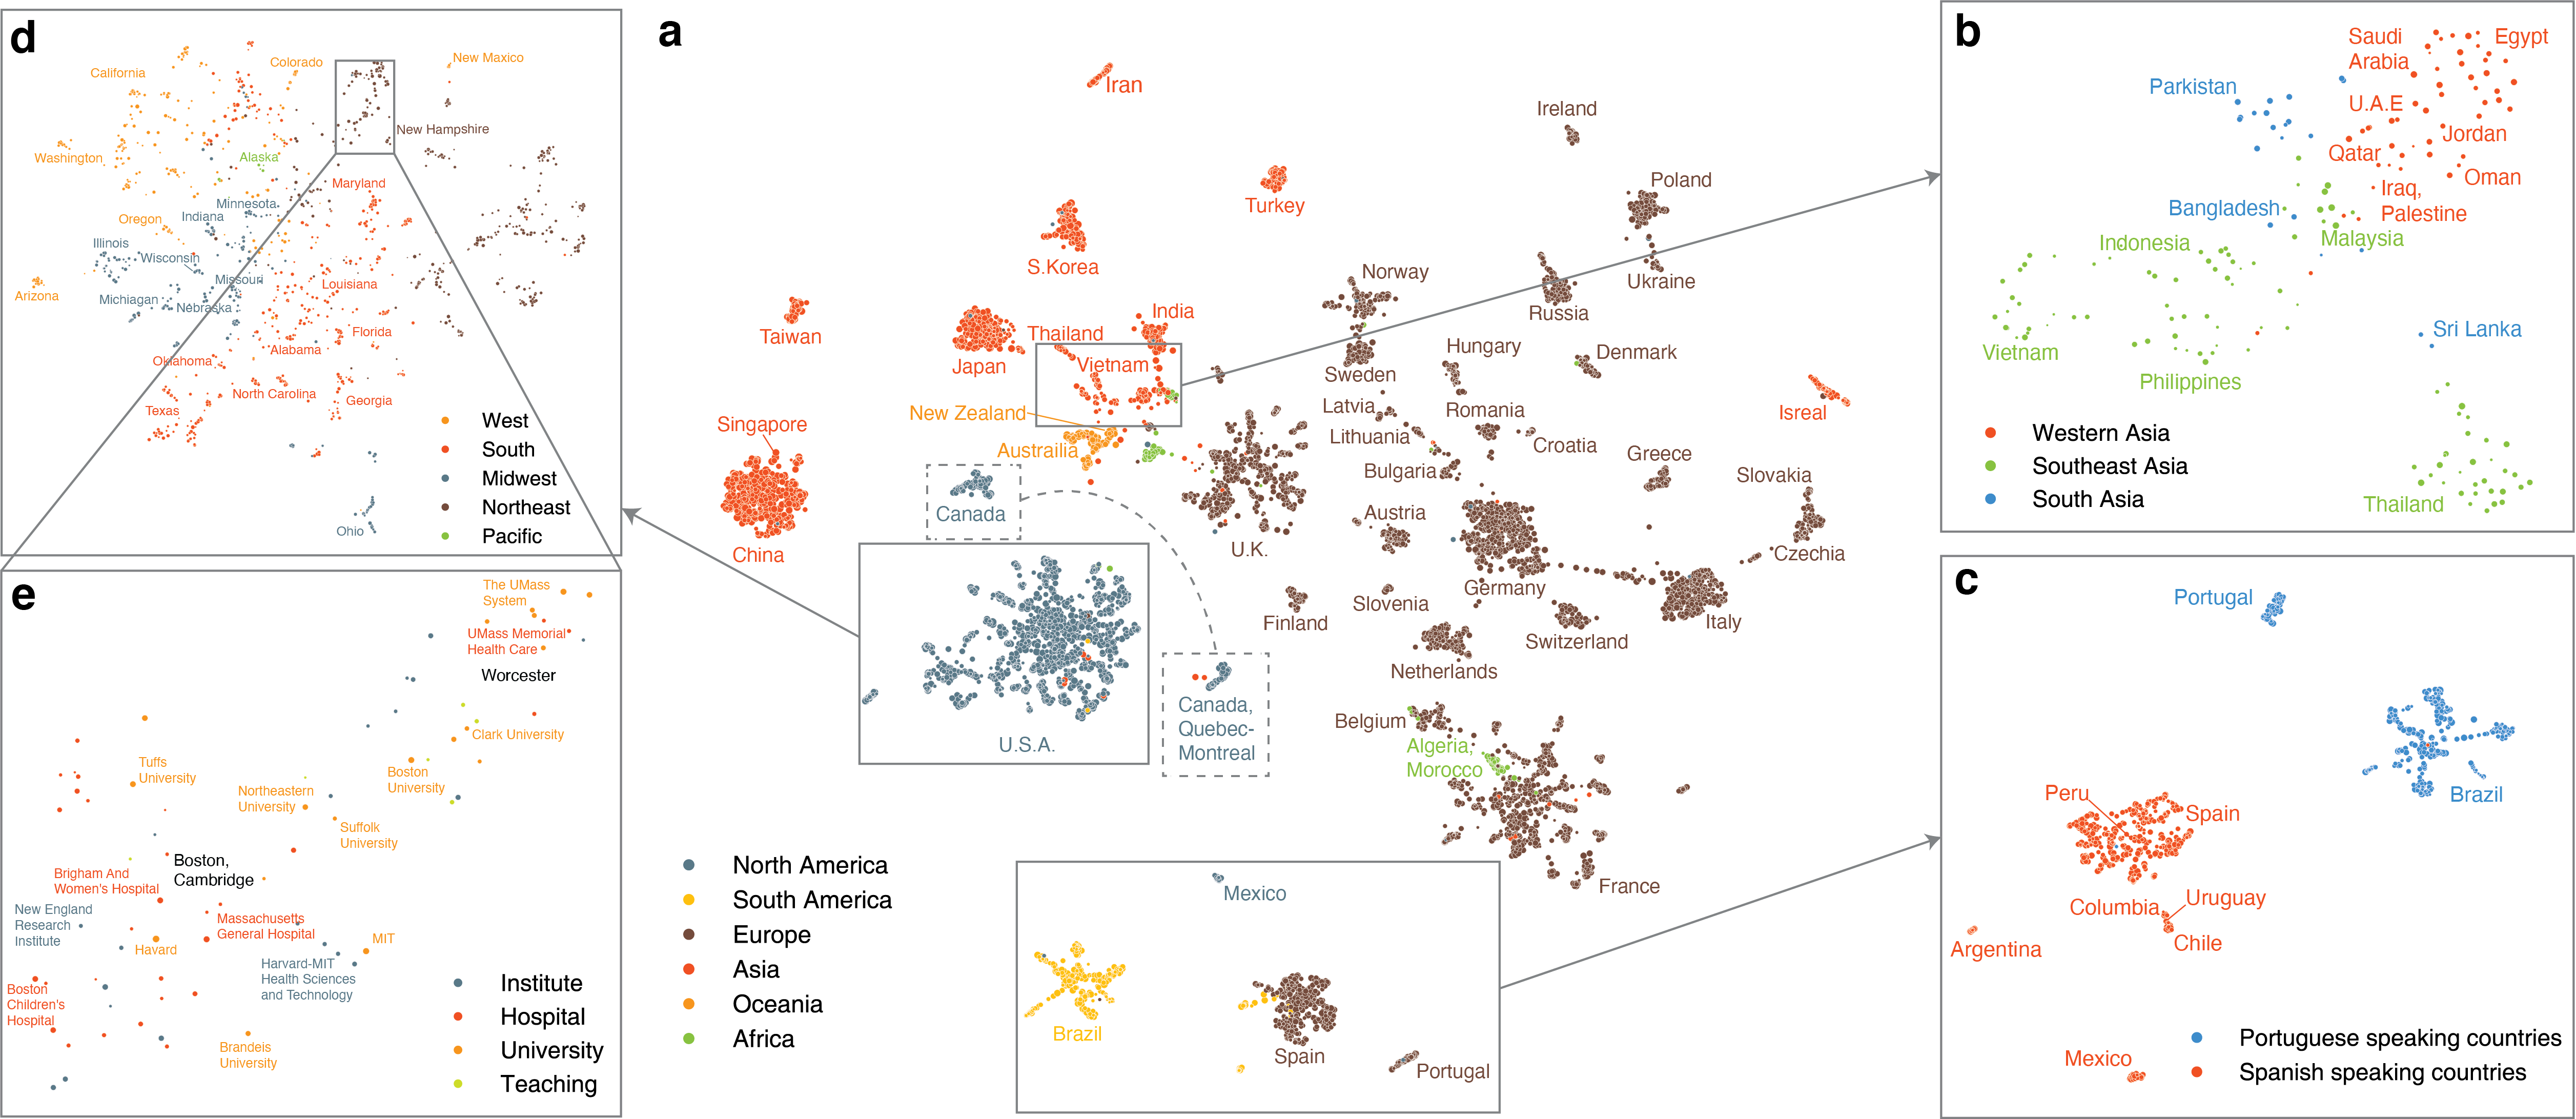 d
California
Colorado
New Mexico
New Hampshire
Washington
Alaska
Maryland
Minnesota
Oregon
Indiana
Illinois
Wisconsin
Missouri
Louisiana
Arizona
Michiagan
Nebraska
Florida
Alabama
Oklahoma
North Carolina
Georgia
Texas
Ohio
West
South
Midwest
Northeast
Pacific
e
The UMass
System
UMass Memorial
Health Care
Worcester
Clark University
Tuffs
University
Boston
University
Northeastern
University
Suffolk
University
Boston,
Cambridge
Brigham And
Women's Hospital
New England
Research
Institute
Massachusetts
General Hospital
Havard
MIT
Harvard-MIT
Health Sciences
and Technology
Boston
Children's
Hospital
Brandeis
University
Institute
Hospital
University
Teaching
a
Iran
Ireland
Turkey
Poland
S.Korea
Ukraine
Norway
Russia
Taiwan
India
Thailand
Japan
Vietnam
Sweden
Hungary
Denmark
New Zealand
Latvia
Romania
Isreal
Singapore
Austrailia
Lithuania
Croatia
Bulgaria
Greece
Slovakia
Canada
Austria
China
U.K.
Czechia
Germany
Slovenia
Finland
Italy
Switzerland
Netherlands
Canada,
Quebec-
Montreal
U.S.A.
Belgium
Algeria,
Morocco
France
North America
South America
Europe
Asia
Oceania
Africa
Mexico
Brazil
Spain
Portugal
b
Saudi
Arabia
Egypt
Parkistan
U.A.E
Jordan
Qatar
Oman
Iraq,
Palestine
Bangladesh
Malaysia
Indonesia
Sri Lanka
Vietnam
Philippines
Thailand
Western Asia
Southeast Asia
South Asia
c
Portugal
Brazil
Peru
Spain
Columbia
Uruguay
Chile
Argentina
Mexico
Portuguese speaking countries
Spanish speaking countries